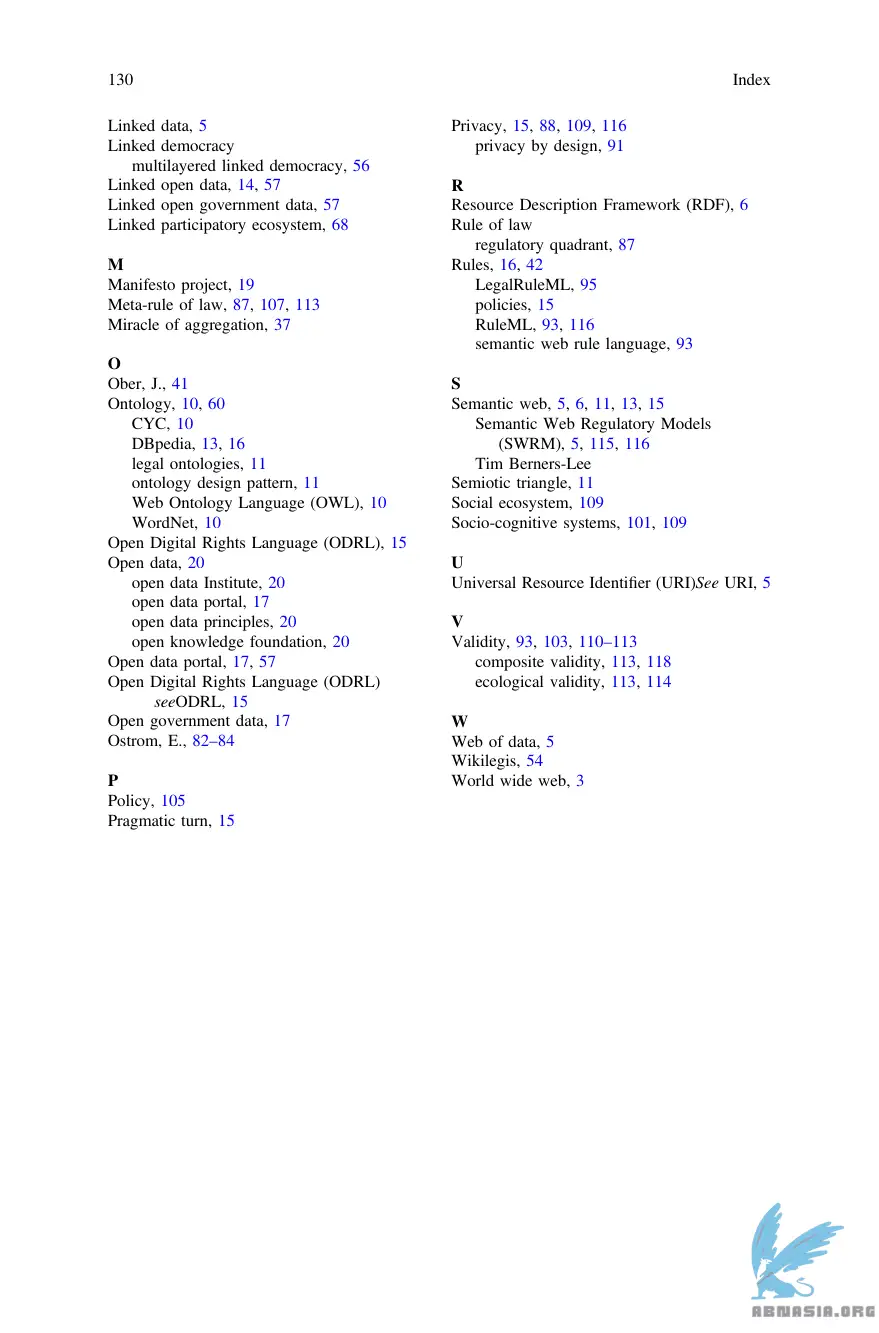 130
Index
Linked data, 5
Linked democracy
multilayered linked democracy, 56
Linked open data, 14, 57
Linked open government data, 57
Linked participatory ecosystem, 68
M
Manifesto project, 19
Meta-rule of law, 87, 107, 113
Miracle of aggregation, 37
O
Ober, J., 41
Ontology, 10, 60
CYC, 10
DBpedia, 13, 16
legal ontologies, 11
ontology design pattern, 11
Web Ontology Language (OWL), 10
WordNet, 10
Open Digital Rights Language (ODRL), 15
Open data, 20
open data Institute, 20
open data portal, 17
open data principles, 20
open knowledge foundation, 20
Open data portal, 17, 57
Open Digital Rights Language (ODRL)
seeODRL, 15
Open government data, 17
Ostrom, E., 82–84
P
Policy, 105
Pragmatic turn, 15
Privacy, 15, 88, 109, 116
privacy by design, 91
R
Resource Description Framework (RDF), 6
Rule of law
regulatory quadrant, 87
Rules, 16, 42
LegalRuleML, 95
policies, 15
RuleML, 93, 116
semantic web rule language, 93
S
Semantic web, 5, 6, 11, 13, 15
Semantic Web Regulatory Models
(SWRM), 5, 115, 116
Tim Berners-Lee
Semiotic triangle, 11
Social ecosystem, 109
Socio-cognitive systems, 101, 109
U
Universal Resource Identifier (URI)See URI, 5
V
Validity, 93, 103, 110–113
composite validity, 113, 118
ecological validity, 113, 114
W
Web of data, 5
Wikilegis, 54
World wide web, 3
ABNASIA.ORG